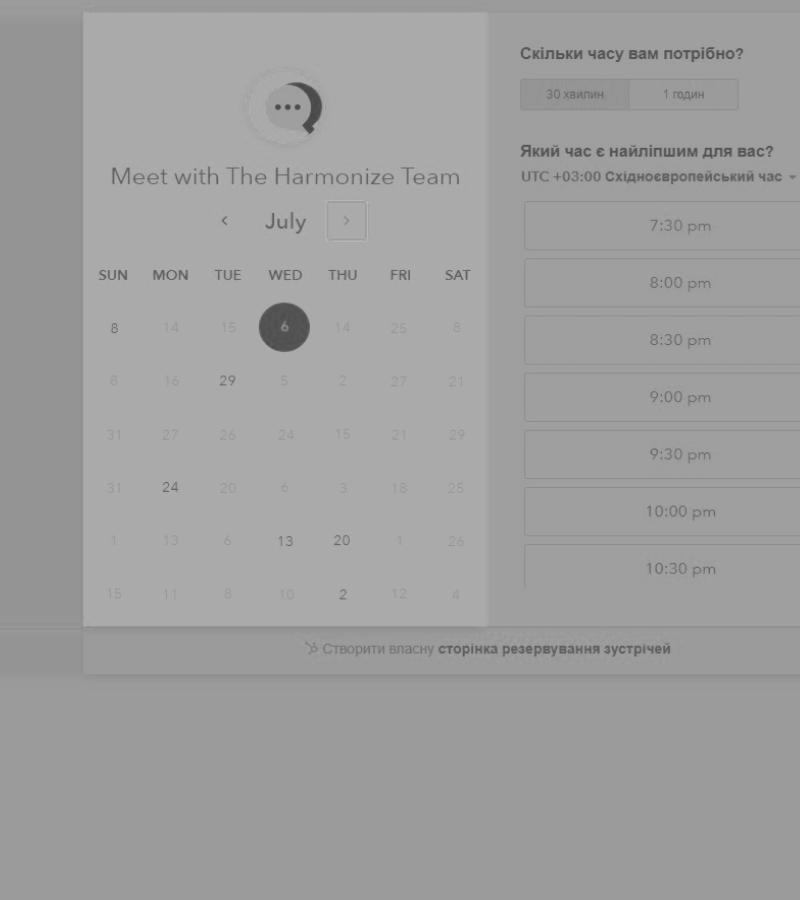 Meet with The Harmonize Team
July
SUN MON TUE WED THU FRI SAT
8 14 15 6 14 25 8
8 16 29 5 2 27 21
31 27 26 24 15 21 29
31 24 20 6 3 18 25
1 13 6 13 20 1 26
15 11 8 10 2 12 4
Скільки часу вам потрібно?
30 хвилин 1 годин
Який час є найліпшим для вас?
UTC +03:00 Східноєвропейський час
7:30 pm
8:00 pm
8:30 pm
9:00 pm
9:30 pm
10:00 pm
10:30 pm
Створити власну сторінка резервування зустрічей